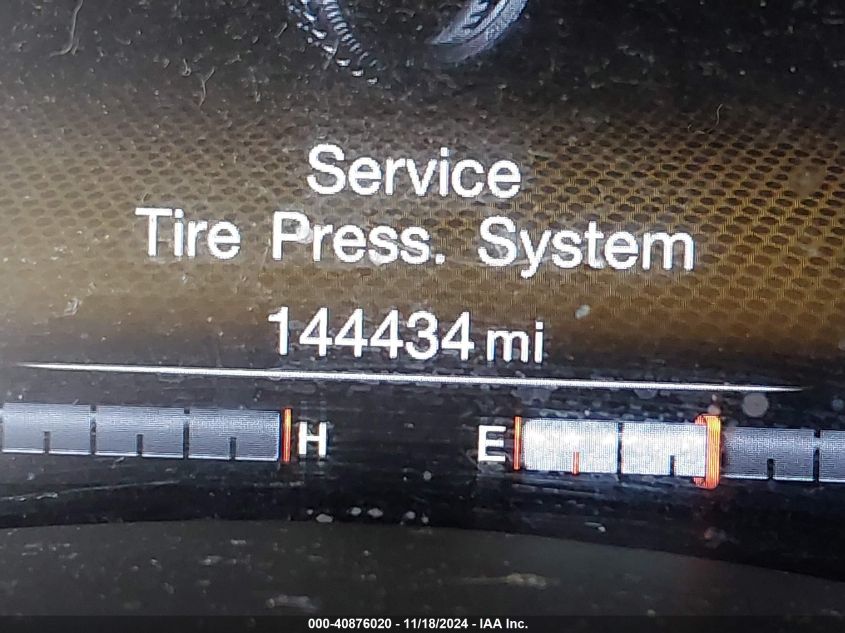 Service
Tire Press. System
144434 mi
H E
000-40876020 - 11/18/2024 - IAA Inc.